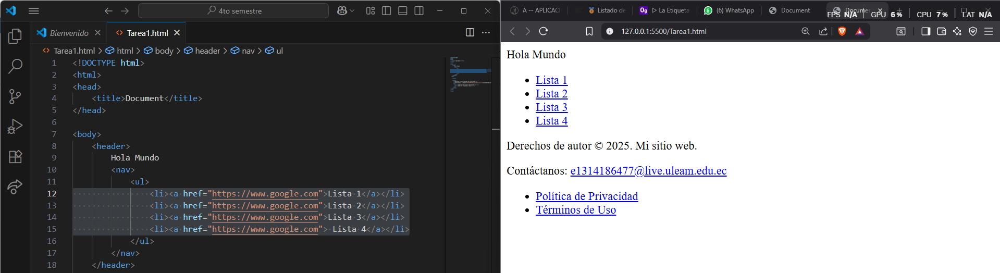 4to semestre
Bienvenido
Tarea1.html
Tarea1.html > html > body > header > nav > ul
1 <!DOCTYPE html>
2 <html>
3 <head>
4 <title>Document</title>
5 </head>
6
7 <body>
8 <header>
9 Hola Mundo
10 <nav>
11 <ul>
12 <li><a href="https://www.google.com">Lista 1</a></li>
13 <li><a href="https://www.google.com">Lista 2</a></li>
14 <li><a href="https://www.google.com">Lista 3</a></li>
15 <li><a href="https://www.google.com"> Lista 4</a></li>
16 </ul>
17 </nav>
18 </header>
A -- APLICACI
Listado de
Og ▷ La Etiqueta
6 (6) WhatsApp
Document
Documen
FPS N/A | GPU 6 % | CPU 7 % | LAT N/A
127.0.0.1:5500/Tarea1.html
Hola Mundo
• Lista 1
• Lista 2
• Lista 3
• Lista 4
Derechos de autor © 2025. Mi sitio web.
Contáctanos: e1314186477@live.uleam.edu.ec
• Política de Privacidad
• Términos de Uso